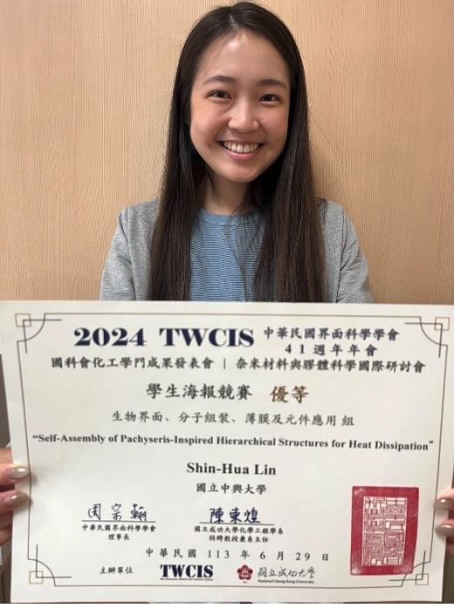 2024 TWCIS 中華民國界面科學學會
41週年年會
國科會化工學門成果發表會 | 奈米材料與膠體科學國際研討會
學生海報競賽 優等
生物界面、分子組裝、薄膜及元件應用 組
“Self-Assembly of Pachyseris-Inspired Hierarchical Structures for Heat Dissipation”
Shin-Hua Lin
國立中興大學
中華民國界面科學學會
理事長
陳東煌
國立成功大學化學工程學系
特聘教授兼系主任
中華民國 113 年 6 月 29 日
主辦單位 TWCIS 國立成功大學
National Cheng Kung University